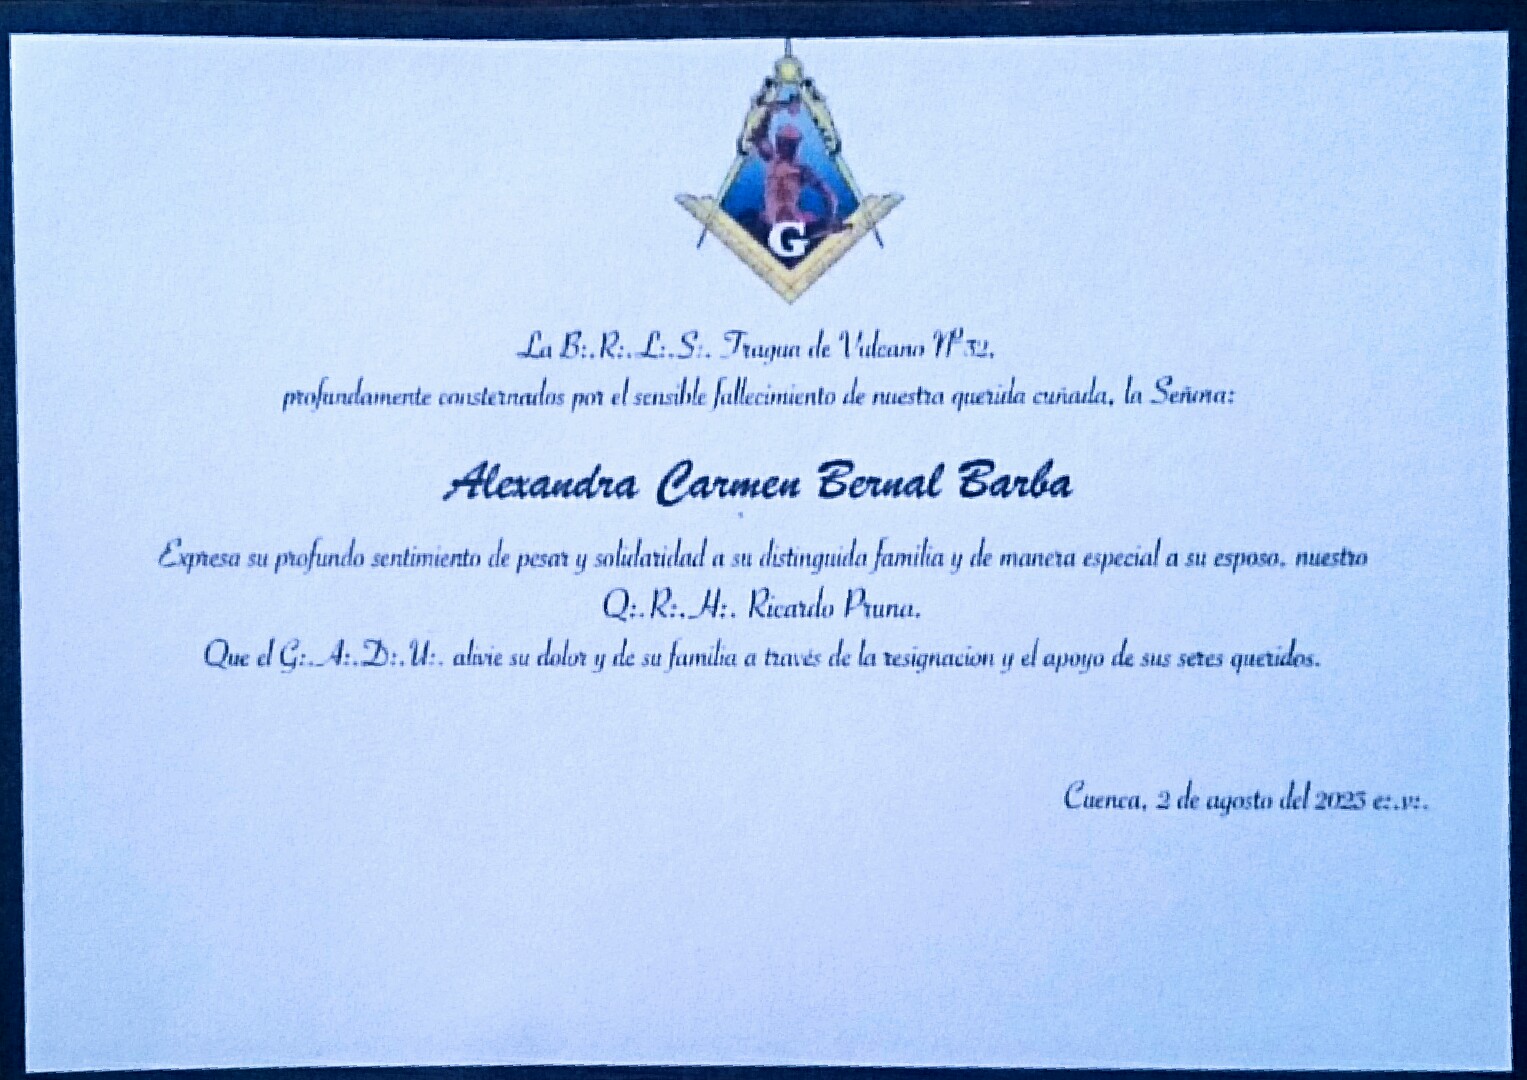 G
La B:.R:.L:.S:. Fragua de Vulcano Nº 32,
profundamente consternados por el sensible fallecimiento de nuestra querida cuñada, la Señora:
Alexandra Carmen Bernal Barba
Expresa su profundo sentimiento de pesar y solidaridad a su distinguida familia y de manera especial a su esposo, nuestro
Q:.R:.H:. Ricardo Pruna.
Que el G:.A:.D:.U:. alivie su dolor y de su familia a través de la resignacion y el apoyo de sus seres queridos.
Cuenca, 2 de agosto del 2023 e:.v:.